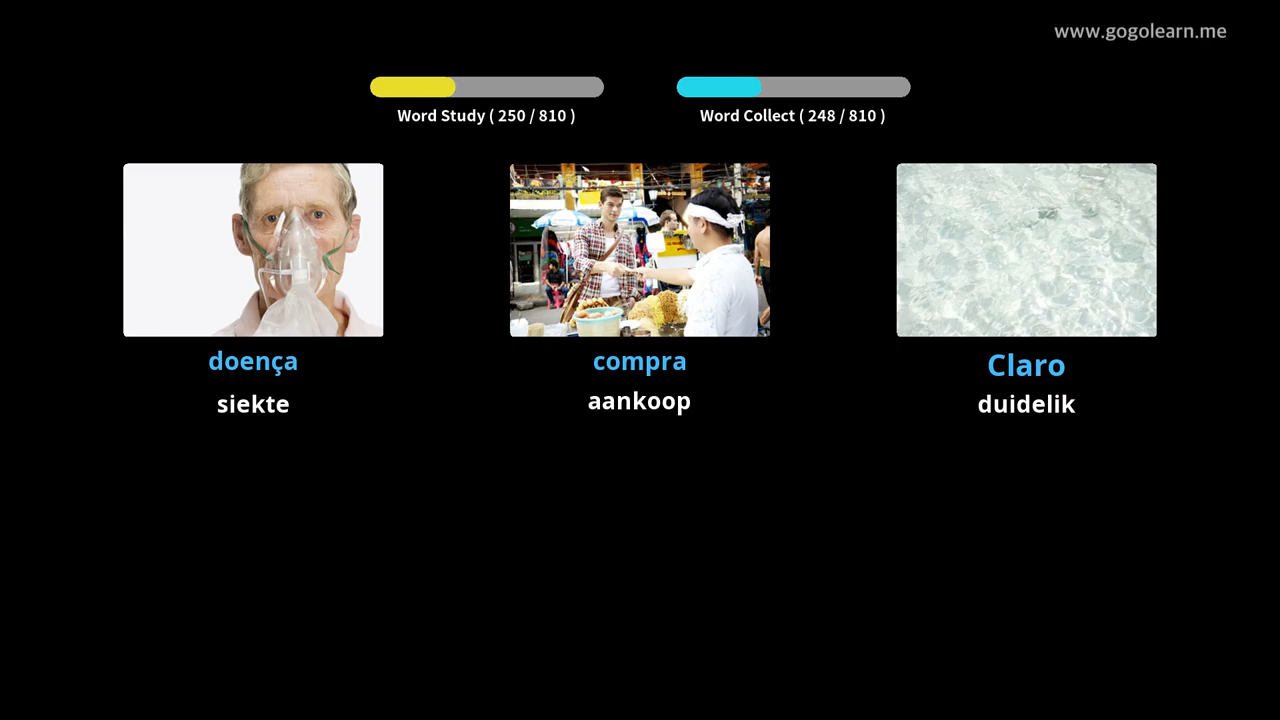 www.gogolearn.me
Word Study ( 250 / 810 )
Word Collect ( 248 / 810 )
doença
siekte
compra
aankoop
Claro
duidelik